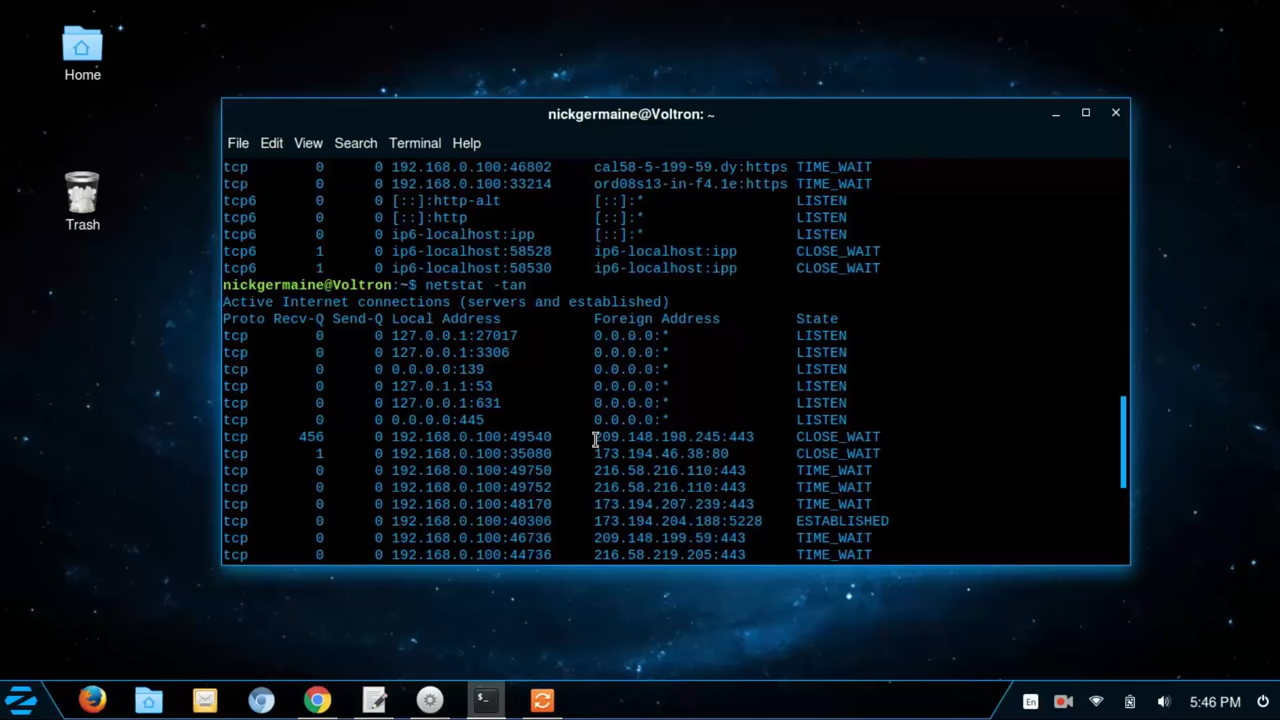 Home
Trash
nickgermaine@Voltron: ~
File Edit View Search Terminal Help
tcp 0 0 192.168.0.100:46802 cal58-5-199-59.dy:https TIME_WAIT
tcp 0 0 192.168.0.100:33214 ord08s13-in-f4.1e:https TIME_WAIT
tcp6 0 0 [::]:http-alt [::]:* LISTEN
tcp6 0 0 [::]:http [::]:* LISTEN
tcp6 0 0 ip6-localhost:ipp [::]:* LISTEN
tcp6 1 0 ip6-localhost:58528 ip6-localhost:ipp CLOSE_WAIT
tcp6 1 0 ip6-localhost:58530 ip6-localhost:ipp CLOSE_WAIT
nickgermaine@Voltron:~$ netstat -tan
Active Internet connections (servers and established)
Proto Recv-Q Send-Q Local Address Foreign Address State
tcp 0 0 127.0.0.1:27017 0.0.0.0:* LISTEN
tcp 0 0 127.0.0.1:3306 0.0.0.0:* LISTEN
tcp 0 0 0.0.0.0:139 0.0.0.0:* LISTEN
tcp 0 0 127.0.1.1:53 0.0.0.0:* LISTEN
tcp 0 0 127.0.0.1:631 0.0.0.0:* LISTEN
tcp 0 0 0.0.0.0:445 0.0.0.0:* LISTEN
tcp 456 0 192.168.0.100:49540 209.148.198.245:443 CLOSE_WAIT
tcp 1 0 192.168.0.100:35080 173.194.46.38:80 CLOSE_WAIT
tcp 0 0 192.168.0.100:49750 216.58.216.110:443 TIME_WAIT
tcp 0 0 192.168.0.100:49752 216.58.216.110:443 TIME_WAIT
tcp 0 0 192.168.0.100:48170 173.194.207.239:443 TIME_WAIT
tcp 0 0 192.168.0.100:40306 173.194.204.188:5228 ESTABLISHED
tcp 0 0 192.168.0.100:46736 209.148.199.59:443 TIME_WAIT
tcp 0 0 192.168.0.100:44736 216.58.219.205:443 TIME_WAIT
En 5:46 PM